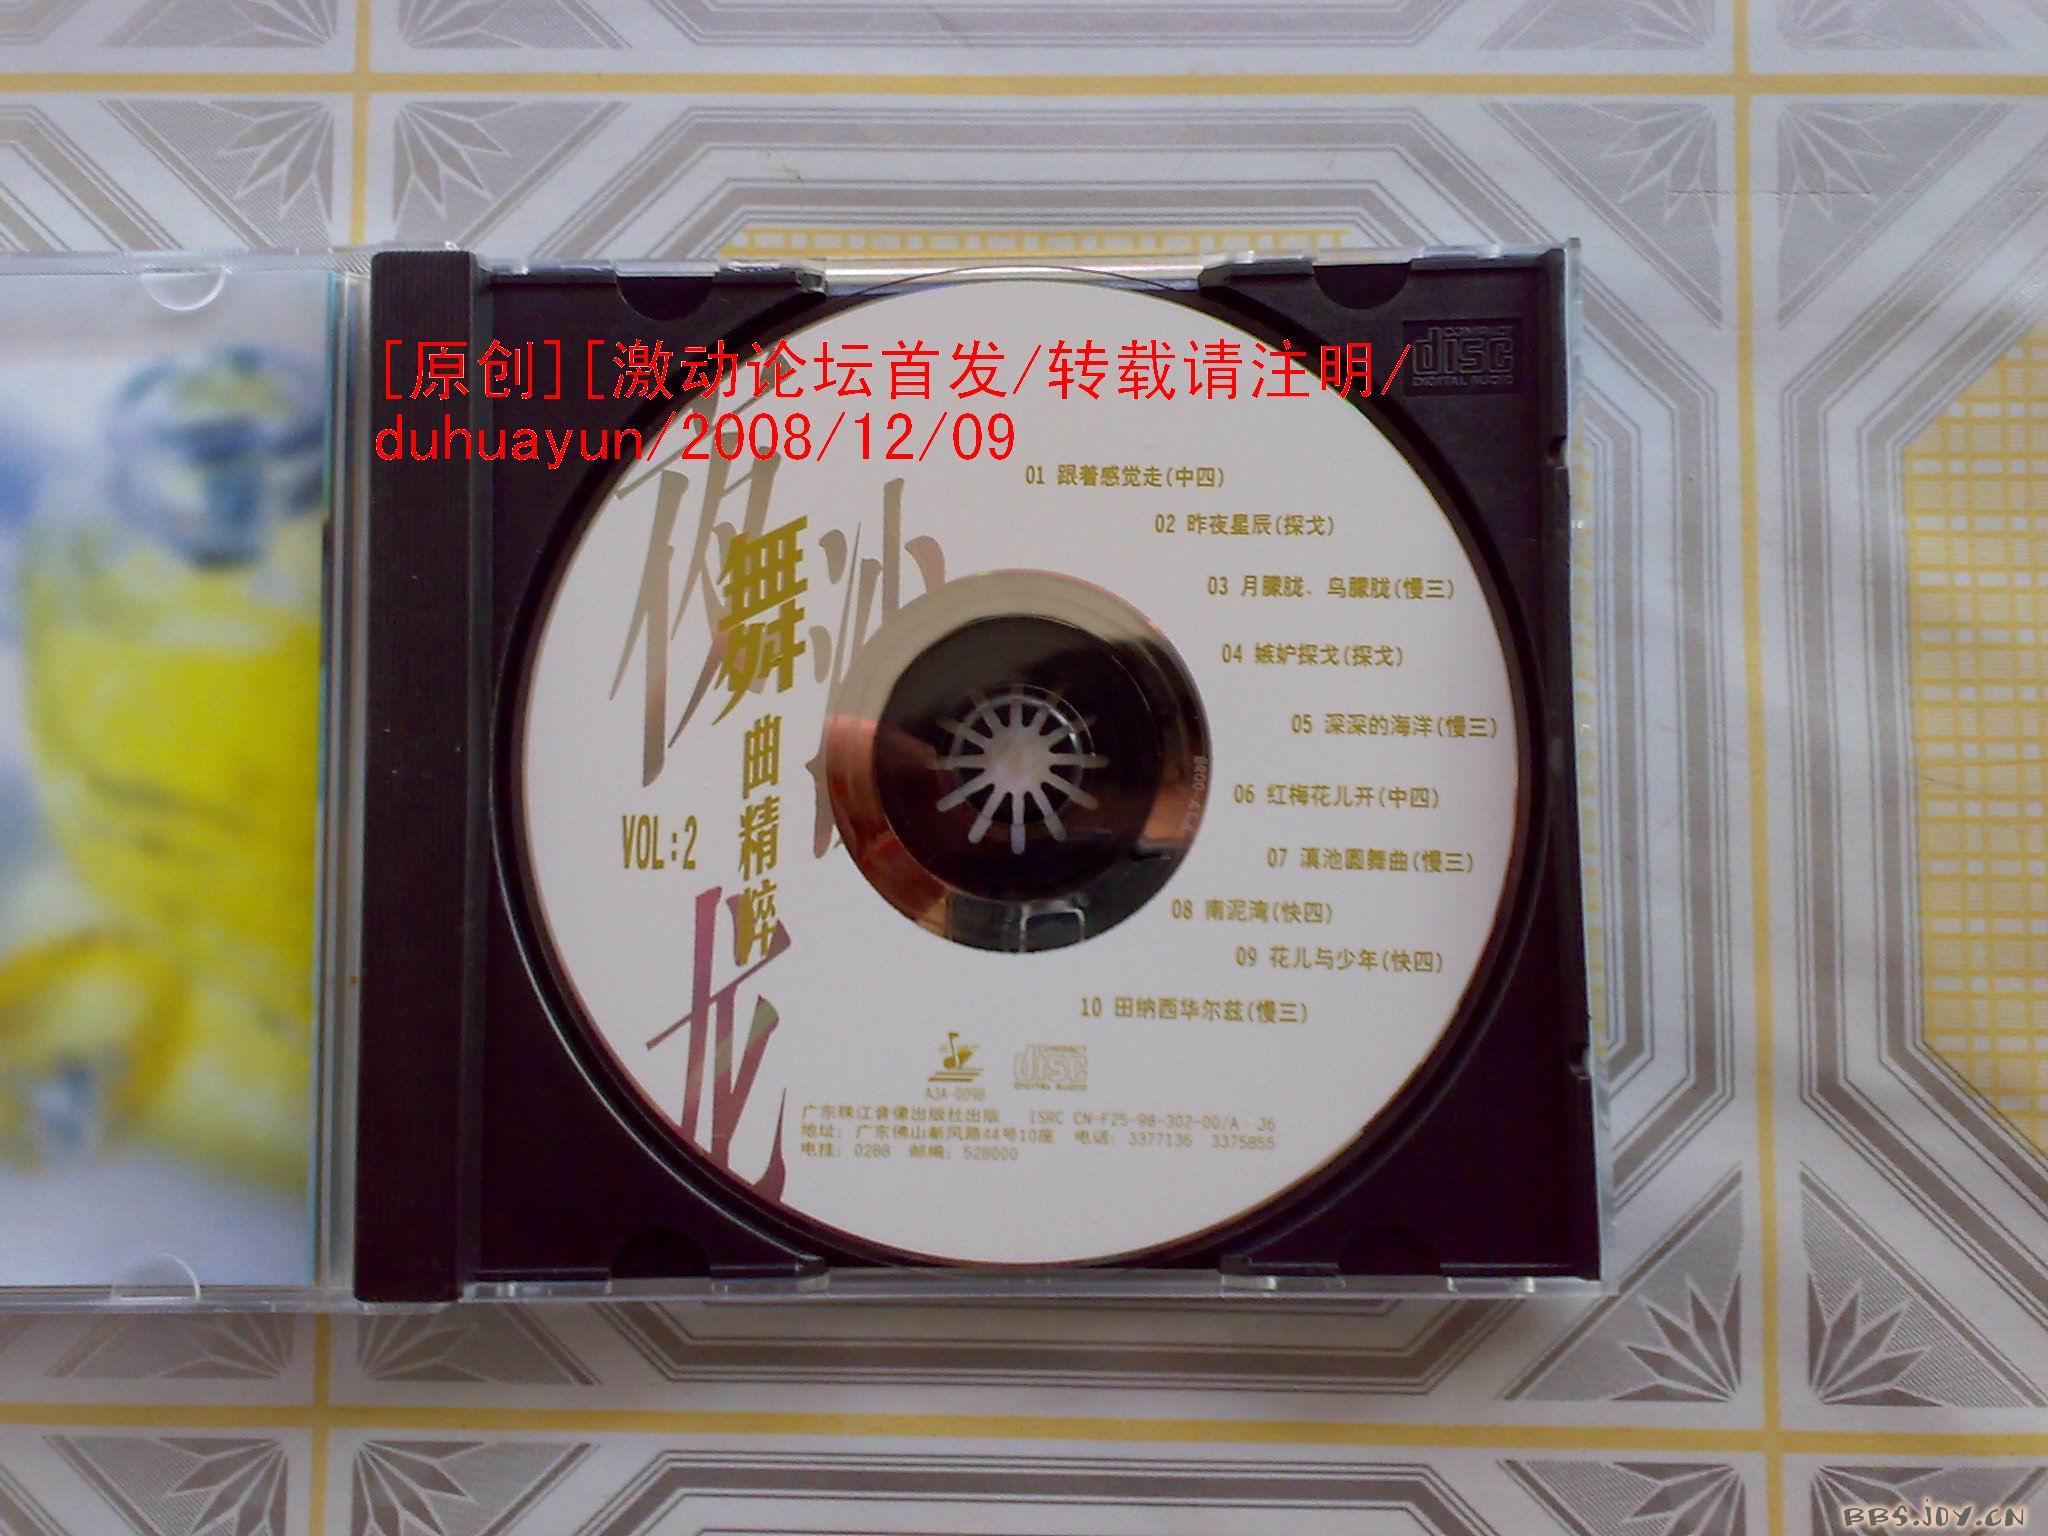 [原创][激动论坛首发/转载请注明/
duhuayun/2008/12/09
COMPACT
disc
DIGITAL AUDIO
夜沙龙
舞曲精粹
VOL:2
01 跟着感觉走(中四)
02 昨夜星辰(探戈)
03 月朦胧.鸟朦胧(慢三)
04 嫉妒探戈(探戈)
05 深深的海洋(慢三)
06 红梅花儿开(中四)
07 滇池圆舞曲(慢三)
08 南泥湾(快四)
09 花儿与少年(快四)
10 田纳西华尔兹(慢三)
COMPACT
disc
DIGITAL AUDIO
AJA-0098
广东珠江音像出版社出版 ISRC CN-F25-98-302-00/A·J6
地址：广东佛山新风路44号10座 电话：3377136 3375855
电挂：0288 邮编：528000
BBS.JOY.CN